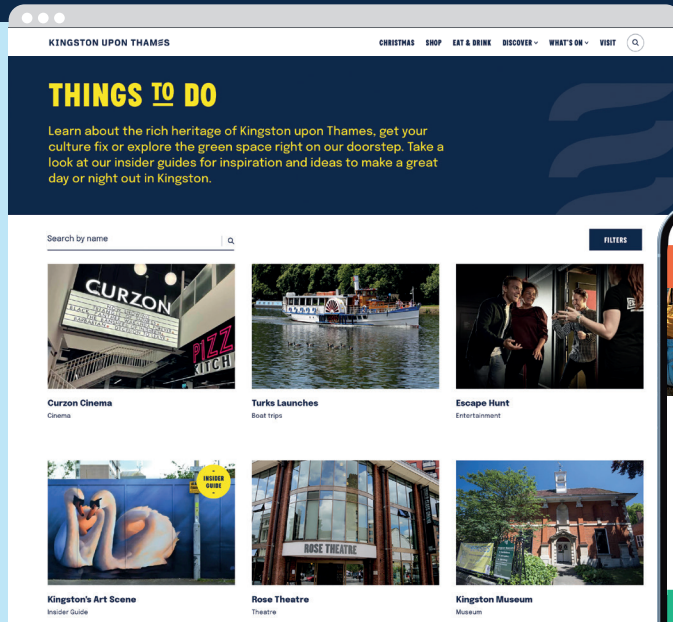 KINGSTON UPON THAMES
CHRISTMAS SHOP EAT & DRINK DISCOVER WHAT'S ON VISIT
THINGS TO DO
Learn about the rich heritage of Kingston upon Thames, get your
culture fix or explore the green space right on our doorstep. Take a
look at our insider guides for inspiration and ideas to make a great
day or night out in Kingston.
Search by name
FILTERS
CURZON
PIZZ
KITCH
Curzon Cinema
Cinema
Turks Launches
Boat trips
Escape Hunt
Entertainment
INSIDER
GUIDE
Kingston's Art Scene
Insider Guide
ROSE THEATRE
Rose Theatre
Theatre
Kingston Museum
Museum